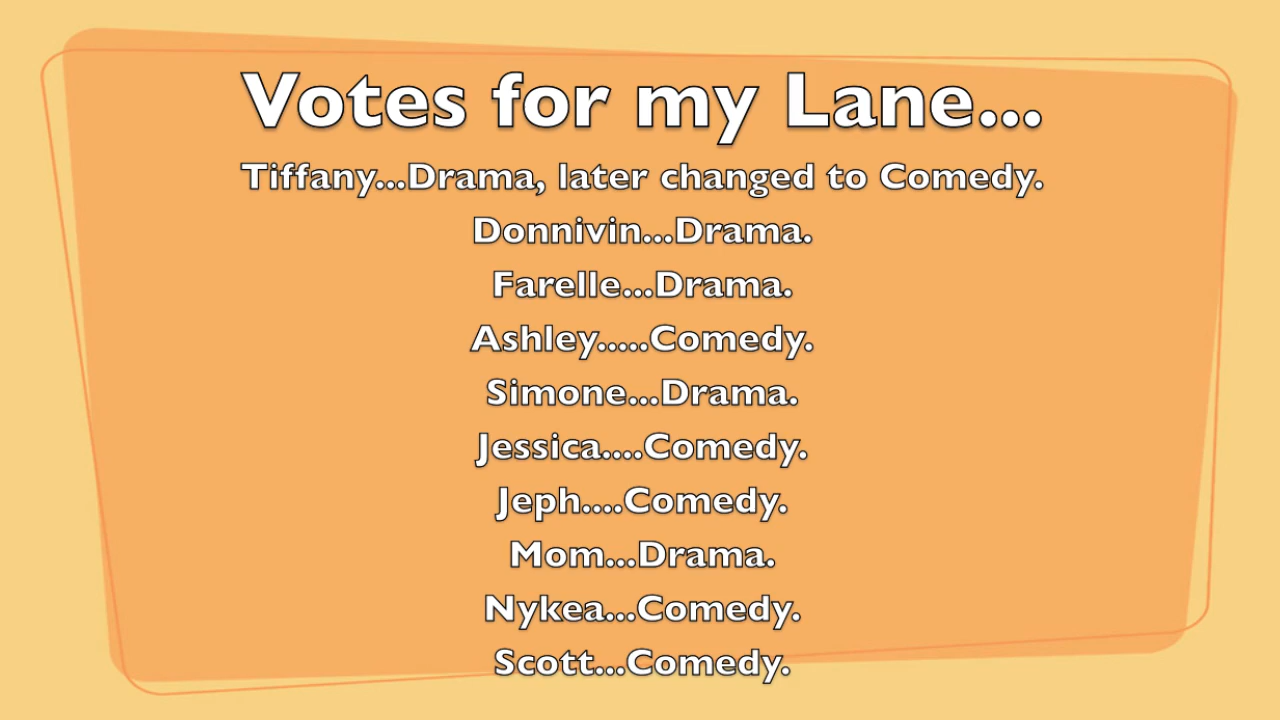 Votes for my Lane...
Tiffany...Drama, later changed to Comedy.
Donnivin...Drama.
Farelle...Drama.
Ashley.....Comedy.
Simone...Drama.
Jessica....Comedy.
Jeph....Comedy.
Mom...Drama.
Nykea...Comedy.
Scott...Comedy.